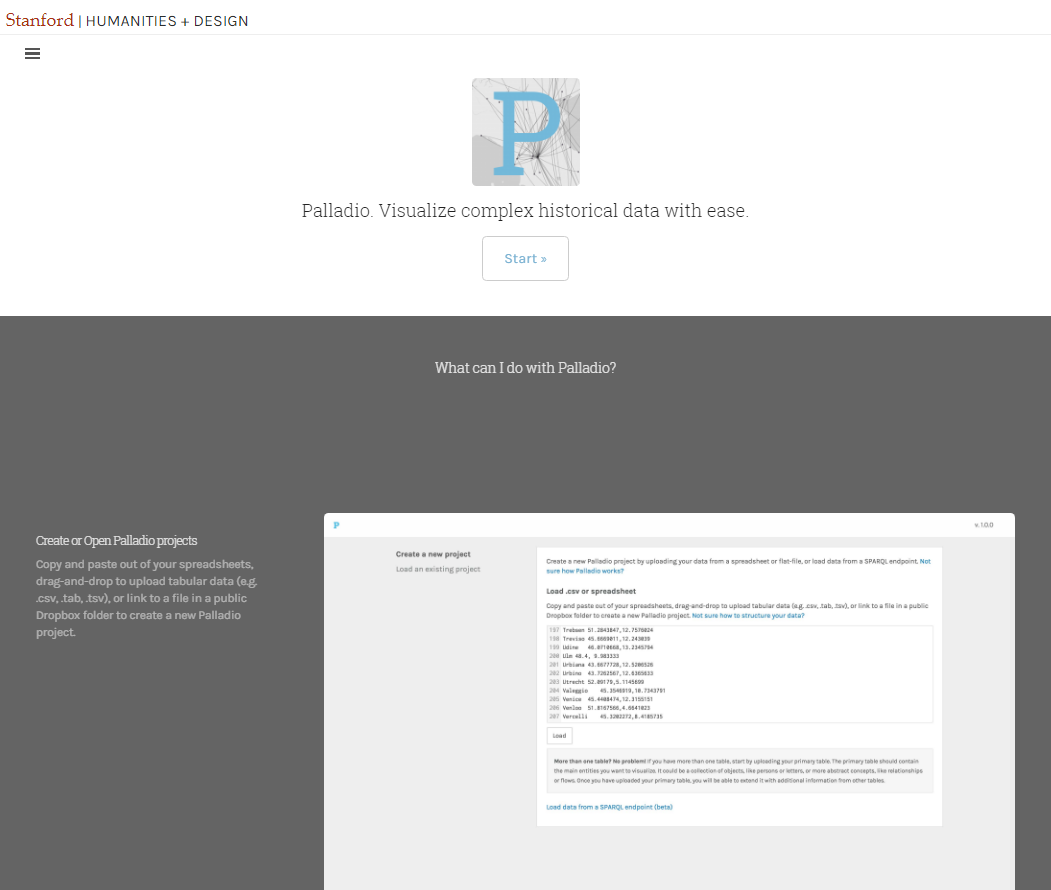 Stanford | HUMANITIES + DESIGN
P
Palladio. Visualize complex historical data with ease.
Start »
What can I do with Palladio?
Create or Open Palladio projects
Copy and paste out of your spreadsheets,
drag-and-drop to upload tabular data (e.g.
.csv, .tab, .tsv), or link to a file in a public
Dropbox folder to create a new Palladio
project.
P
v. 1.0.0
Create a new project
Load an existing project
Create a new Palladio project by uploading your data from a spreadsheet or flat-file, or load data from a SPARQL endpoint. Not
sure how Palladio works?
Load .csv or spreadsheet
Copy and paste out of your spreadsheets, drag-and-drop to upload tabular data (e.g. .csv, .tab, .tsv), or link to a file in a public
Dropbox folder to create a new Palladio project. Not sure how to structure your data?
197 Trebsen 51.2843847,12.7576024
198 Treviso 45.6669011,12.243039
199 Udine 46.0710668,13.2345794
200 Ulm 48.4, 9.983333
201 Urbiana 43.6677728,12.5206526
202 Urbino 43.7262567,12.6365633
203 Utrecht 52.09179,5.1145699
204 Valeggio 45.3546919,10.7343791
205 Venice 45.4408474,12.3155151
206 Venloe 51.8167566,4.6841023
207 Vercelli 45.3202272,8.4185735
Load
More than one table? No problem! If you have more than one table, start by uploading your primary table. The primary table should contain
the main entities you want to visualize. It could be a collection of objects, like persons or letters, or more abstract concepts, like relationships
or flows. Once you have uploaded your primary table, you will be able to extend it with additional information from other tables.
Load data from a SPARQL endpoint (beta)